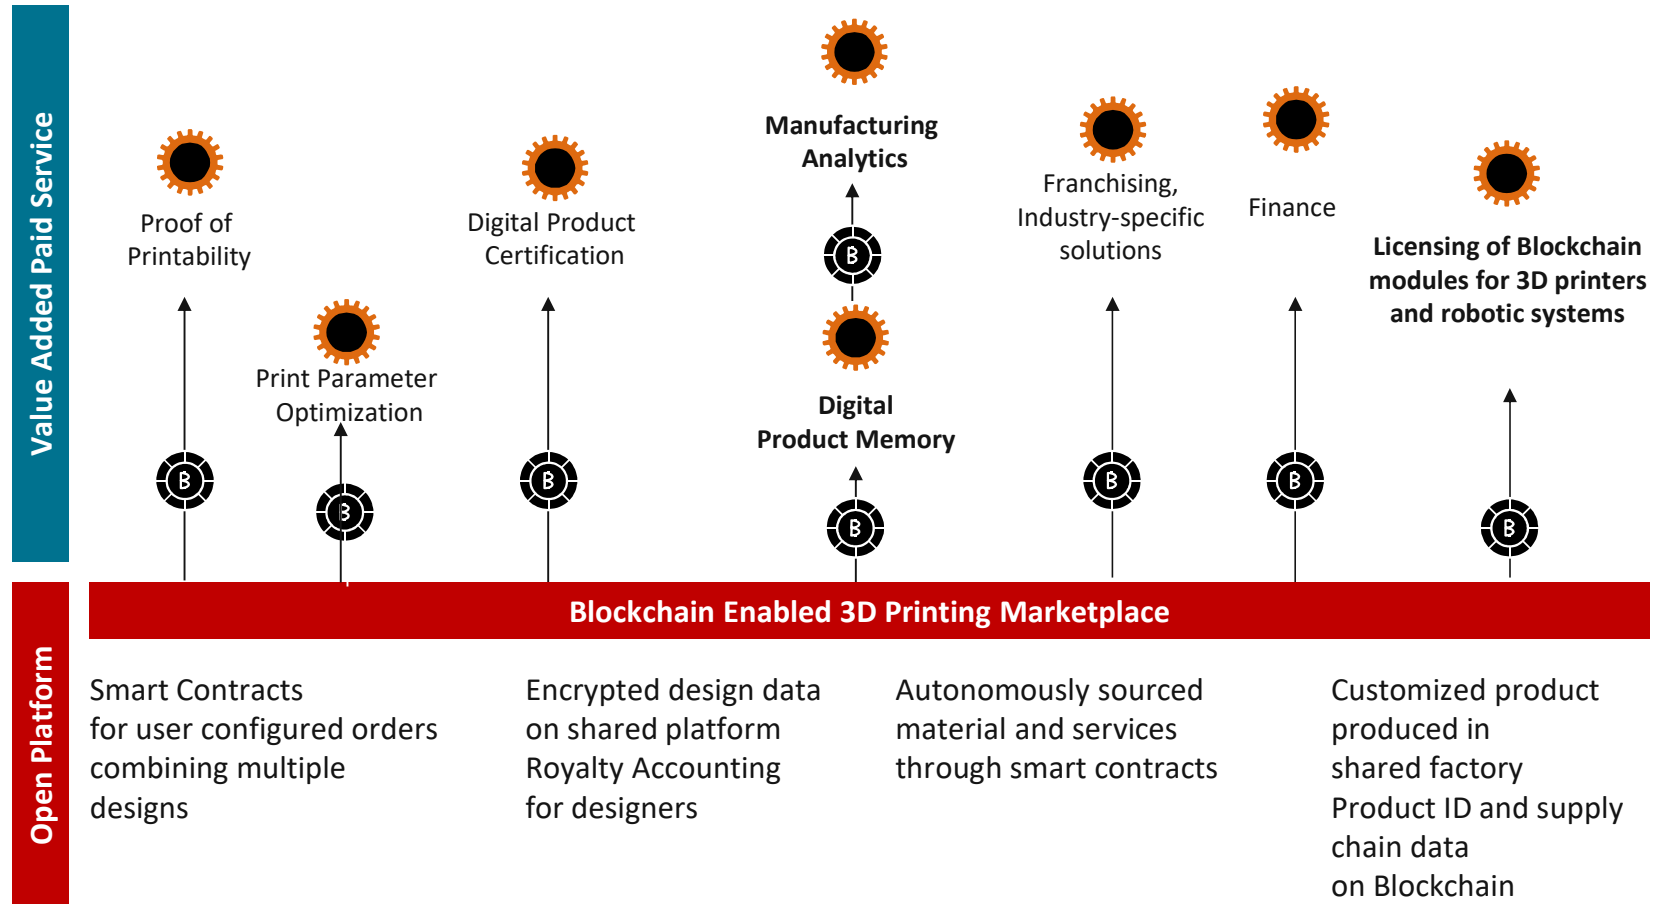 Value Added Paid Service
Manufacturing
Analytics
Proof of
Printability
Digital Product
Certification
Franchising,
Industry-specific
solutions
Finance
Licensing of Blockchain
modules for 3D printers
and robotic systems
Print Parameter
Optimization
Digital
Product Memory
B
B
B
B
B
B
B
B
Blockchain Enabled 3D Printing Marketplace
Open Platform
Smart Contracts
for user configured orders
combining multiple
designs
Encrypted design data
on shared platform
Royalty Accounting
for designers
Autonomously sourced
material and services
through smart contracts
Customized product
produced in
shared factory
Product ID and supply
chain data
on Blockchain